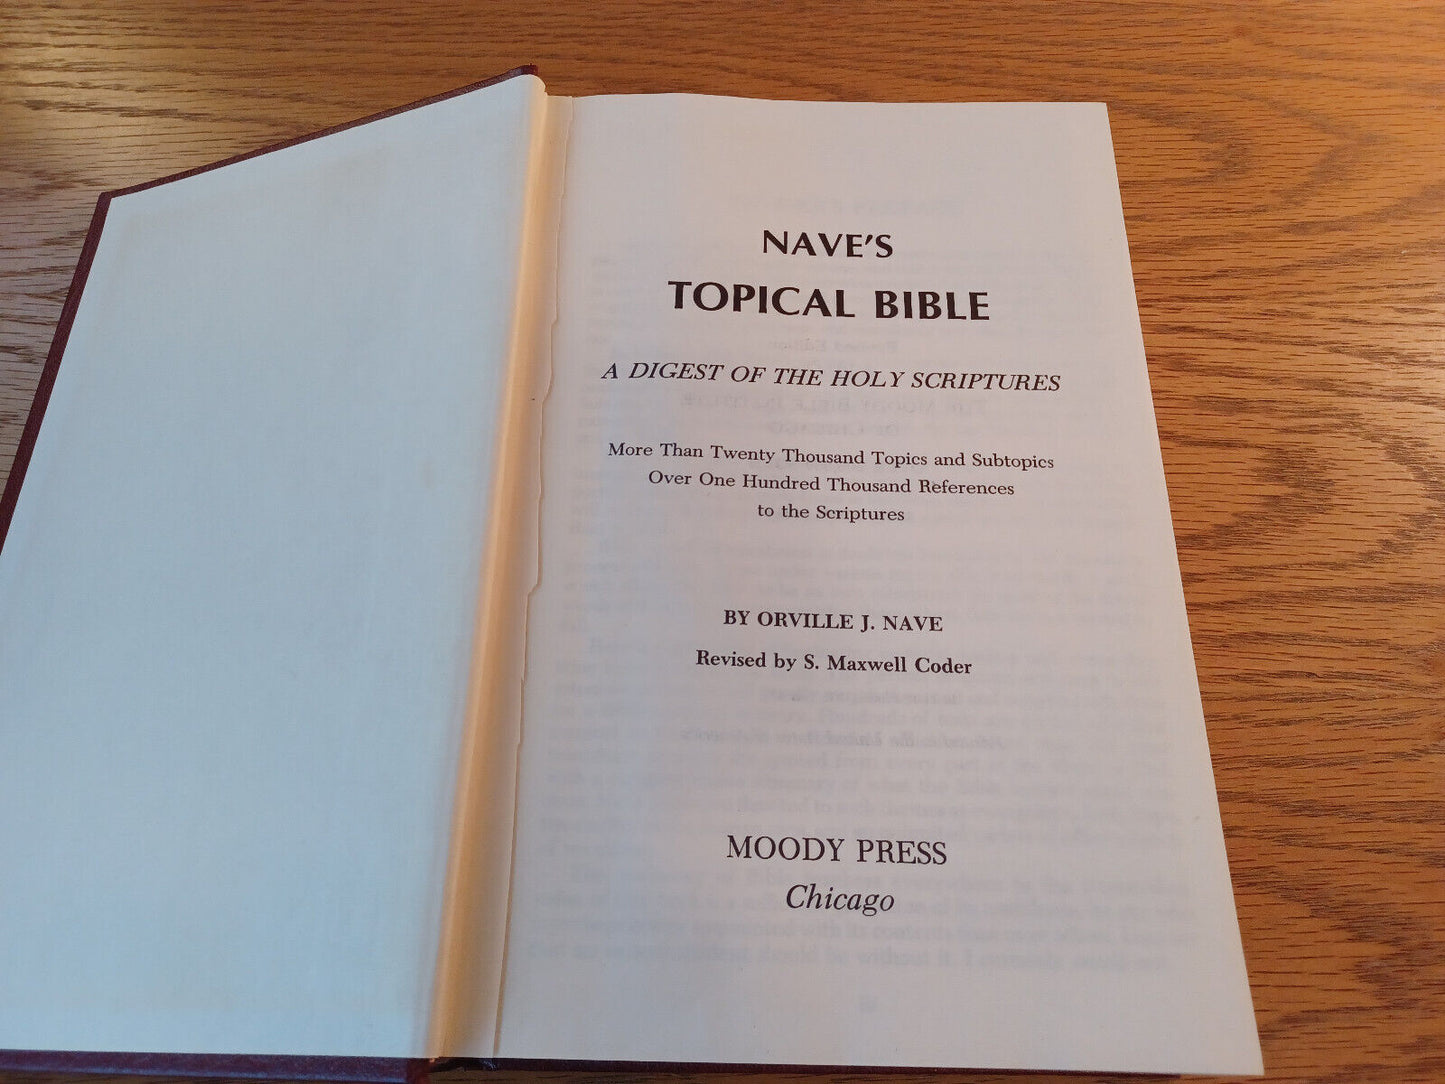 NAVE'S
TOPICAL BIBLE
A DIGEST OF THE HOLY SCRIPTURES
More Than Twenty Thousand Topics and Subtopics
Over One Hundred Thousand References
to the Scriptures
BY ORVILLE J. NAVE
Revised by S. Maxwell Coder
MOODY PRESS
Chicago